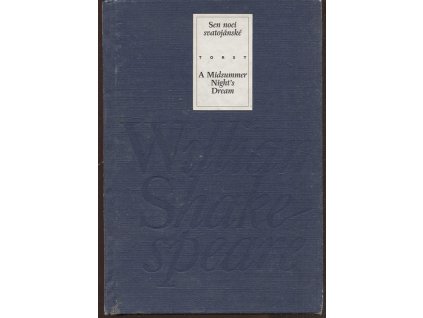 Sen noci
svatojánské
TORST
A Midsummer
Night's
Dream
William
Shake
speare